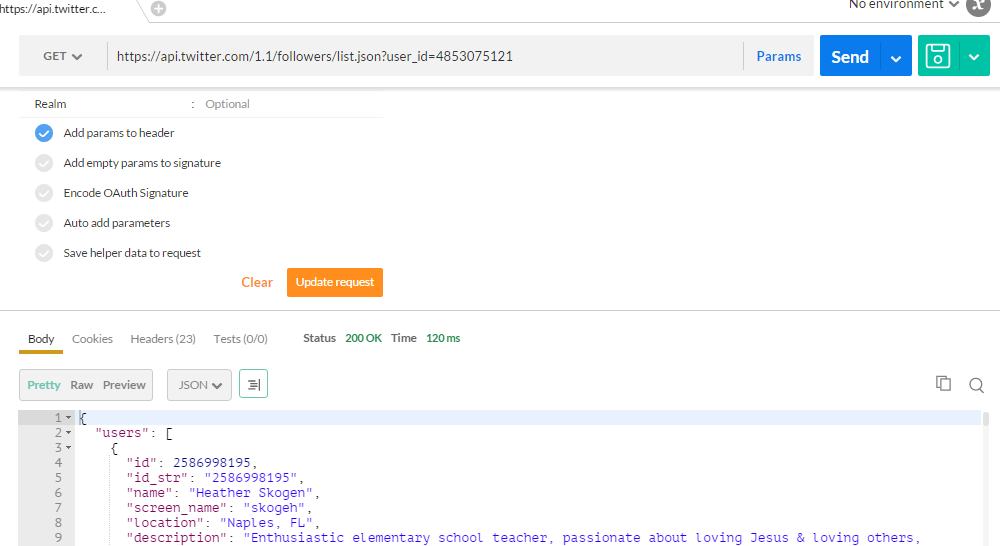 https://api.twitter.c...
No environment
GET https://api.twitter.com/1.1/followers/list.json?user_id=4853075121 Params Send
Realm : Optional
Add params to header
Add empty params to signature
Encode OAuth Signature
Auto add parameters
Save helper data to request
Clear Update request
Body Cookies Headers (23) Tests (0/0) Status 200 OK Time 120 ms
Pretty Raw Preview JSON
1 {
2 "users": [
3 {
4 "id": 2586998195,
5 "id_str": "2586998195",
6 "name": "Heather Skogen",
7 "screen_name": "skogeh",
8 "location": "Naples, FL",
9 "description": "Enthusiastic elementary school teacher, passionate about loving Jesus & loving others,